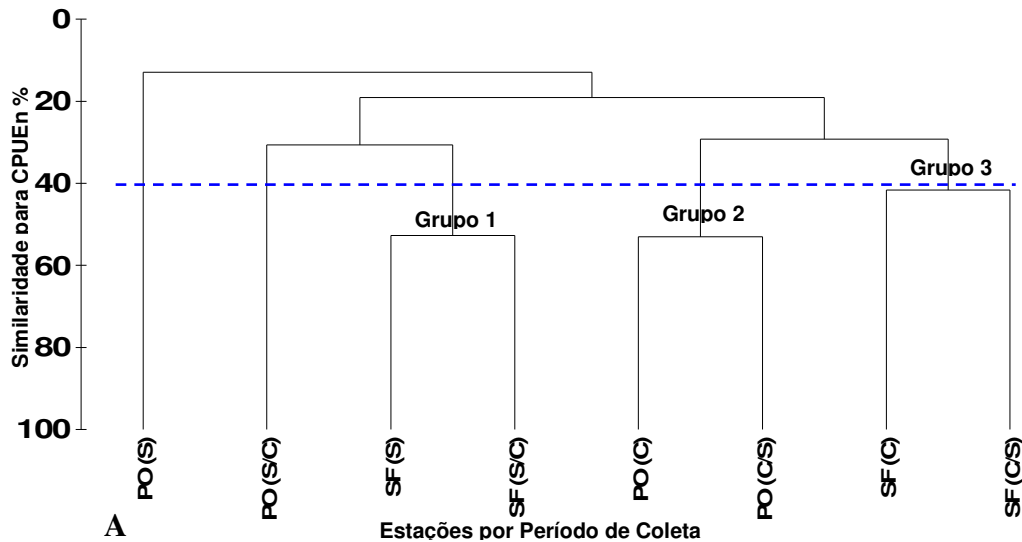 0
20
40
60
80
100
Similaridade para CPUEn %
Grupo 1
Grupo 2
Grupo 3
PO (S)
PO (S/C)
SF (S)
SF (S/C)
PO (C)
PO (C/S)
SF (C)
SF (C/S)
A
Estações por Período de Coleta